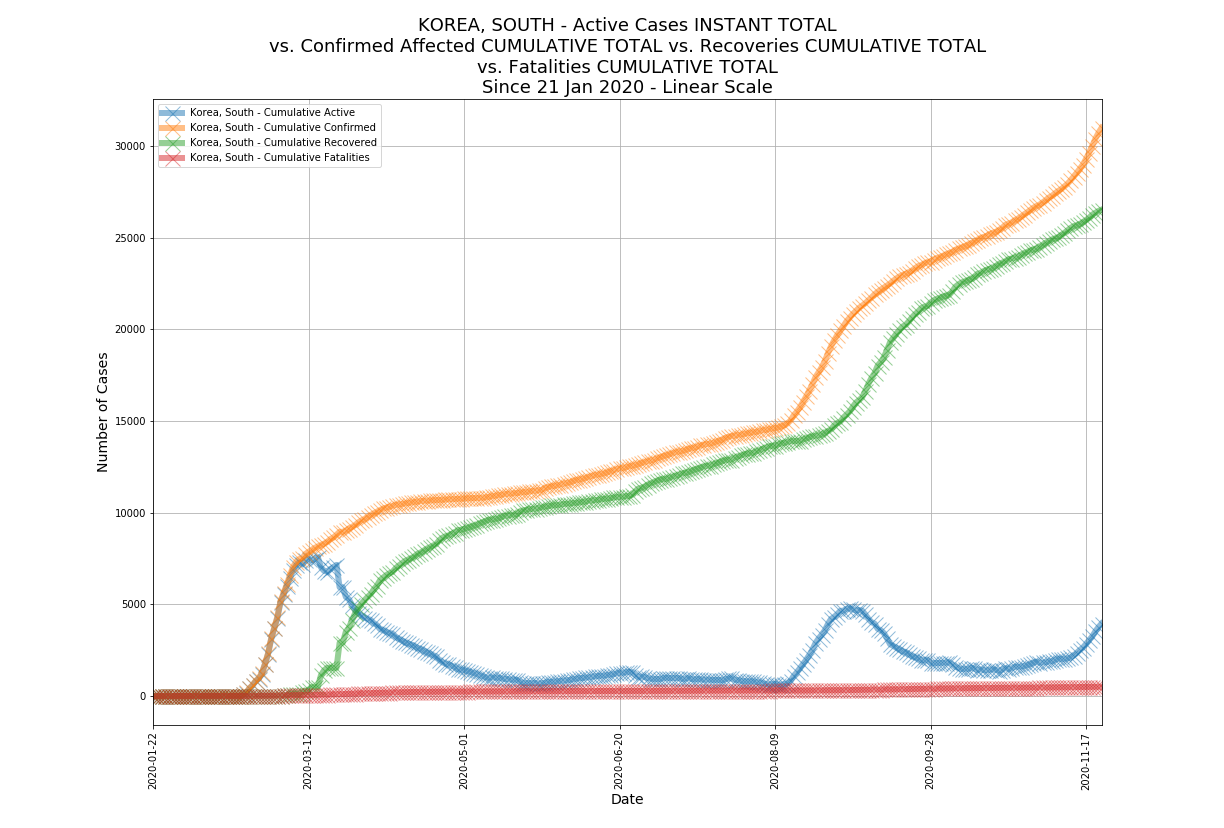 KOREA, SOUTH - Active Cases INSTANT TOTAL
vs. Confirmed Affected CUMULATIVE TOTAL vs. Recoveries CUMULATIVE TOTAL
vs. Fatalities CUMULATIVE TOTAL
Since 21 Jan 2020 - Linear Scale
Korea, South - Cumulative Active
Korea, South - Cumulative Confirmed
Korea, South - Cumulative Recovered
Korea, South - Cumulative Fatalities
Number of Cases
30000
25000
20000
15000
10000
5000
0
2020-01-22
2020-03-12
2020-05-01
2020-06-20
2020-08-09
2020-09-28
2020-11-17
Date